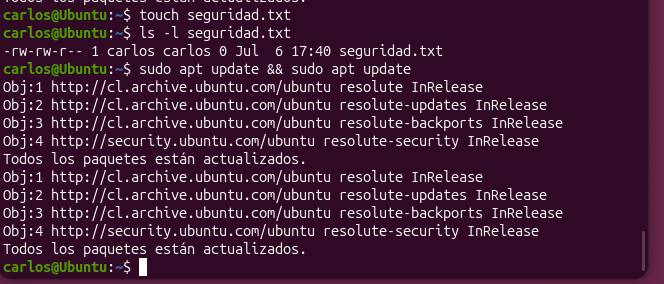 carlos@Ubuntu:~$ touch seguridad.txt
carlos@Ubuntu:~$ ls -l seguridad.txt
-rw-rw-r-- 1 carlos carlos 0 Jul  6 17:40 seguridad.txt
carlos@Ubuntu:~$ sudo apt update && sudo apt update
Obj:1 http://cl.archive.ubuntu.com/ubuntu resolute InRelease
Obj:2 http://cl.archive.ubuntu.com/ubuntu resolute-updates InRelease
Obj:3 http://cl.archive.ubuntu.com/ubuntu resolute-backports InRelease
Obj:4 http://security.ubuntu.com/ubuntu resolute-security InRelease
Todos los paquetes están actualizados.
Obj:1 http://cl.archive.ubuntu.com/ubuntu resolute InRelease
Obj:2 http://cl.archive.ubuntu.com/ubuntu resolute-updates InRelease
Obj:3 http://cl.archive.ubuntu.com/ubuntu resolute-backports InRelease
Obj:4 http://security.ubuntu.com/ubuntu resolute-security InRelease
Todos los paquetes están actualizados.
carlos@Ubuntu:~$